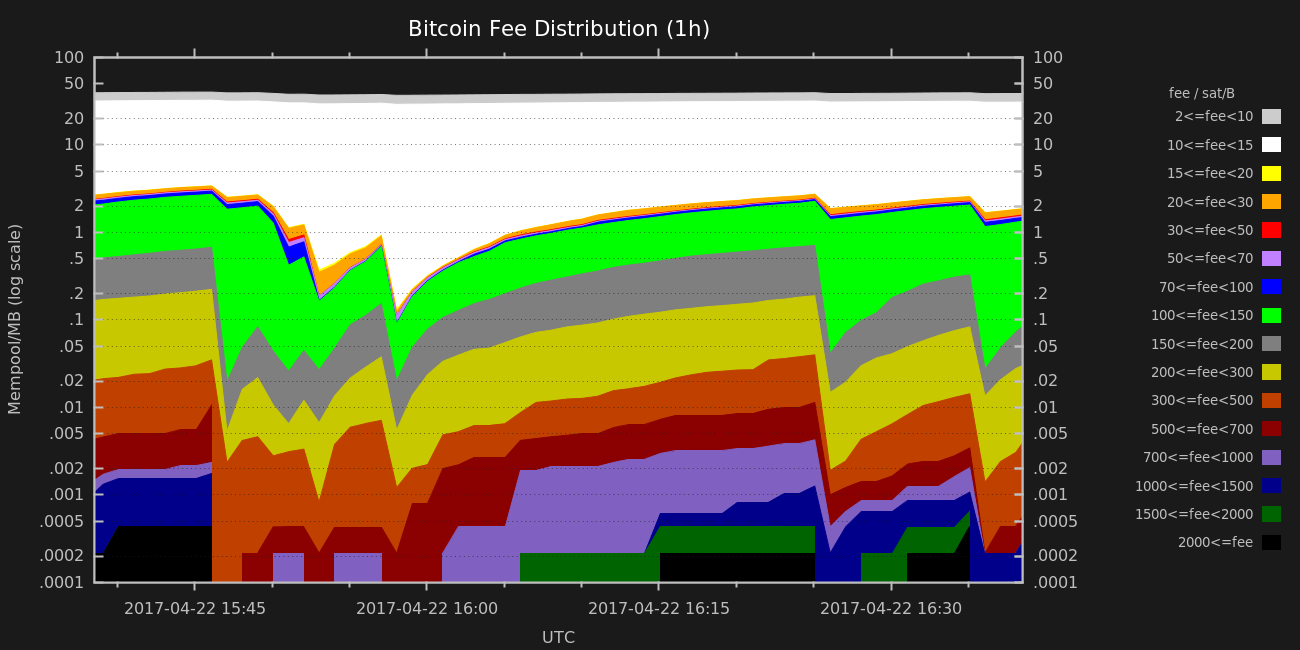 Bitcoin Fee Distribution (1h)
100 100
50 50
20 20
10 10
5 5
2 2
1 1
.5 .5
.2 .2
.1 .1
.05 .05
.02 .02
.01 .01
.005 .005
.002 .002
.001 .001
.0005 .0005
.0002 .0002
.0001 .0001
Mempool/MB (log scale)
2017-04-22 15:45 2017-04-22 16:00 2017-04-22 16:15 2017-04-22 16:30
UTC
fee / sat/B
2<=fee<10
10<=fee<15
15<=fee<20
20<=fee<30
30<=fee<50
50<=fee<70
70<=fee<100
100<=fee<150
150<=fee<200
200<=fee<300
300<=fee<500
500<=fee<700
700<=fee<1000
1000<=fee<1500
1500<=fee<2000
2000<=fee